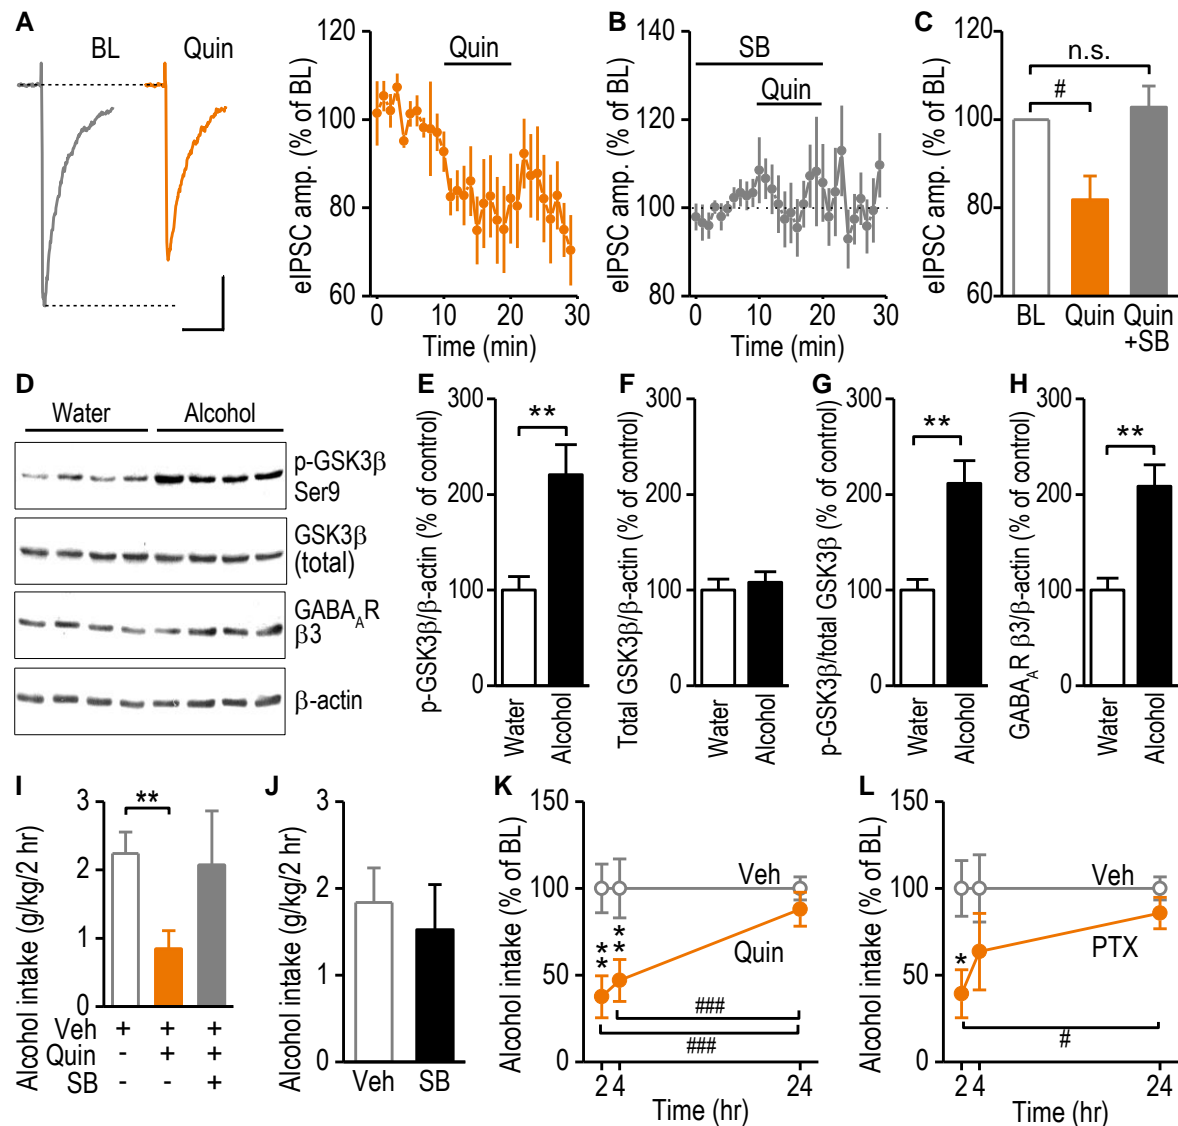 A
BL
Quin
eIPSC amp. (% of BL)
120
100
80
60
Quin
0
10
20
30
Time (min)
B
eIPSC amp. (% of BL)
140
120
100
80
SB
Quin
0
10
20
30
Time (min)
C
eIPSC amp. (% of BL)
120
100
80
60
n.s.
#
BL
Quin
Quin
+SB
D
Water
Alcohol
p-GSK3β
Ser9
GSK3β
(total)
GABA_AR
β3
β-actin
E
p-GSK3β/β-actin (% of control)
300
200
100
0
**
Water
Alcohol
F
Total GSK3β/β-actin (% of control)
300
200
100
0
Water
Alcohol
G
p-GSK3β/total GSK3β (% of control)
300
200
100
0
**
Water
Alcohol
H
GABA_AR β3/β-actin (% of control)
300
200
100
0
**
Water
Alcohol
I
Alcohol intake (g/kg/2 hr)
3
2
1
0
**
Veh + + +
Quin - + +
SB - - +
J
Alcohol intake (g/kg/2 hr)
3
2
1
0
Veh
SB
K
Alcohol intake (% of BL)
150
100
50
0
Veh
Quin
**
**
###
###
2 4
24
Time (hr)
L
Alcohol intake (% of BL)
150
100
50
0
Veh
PTX
*
#
2 4
24
Time (hr)